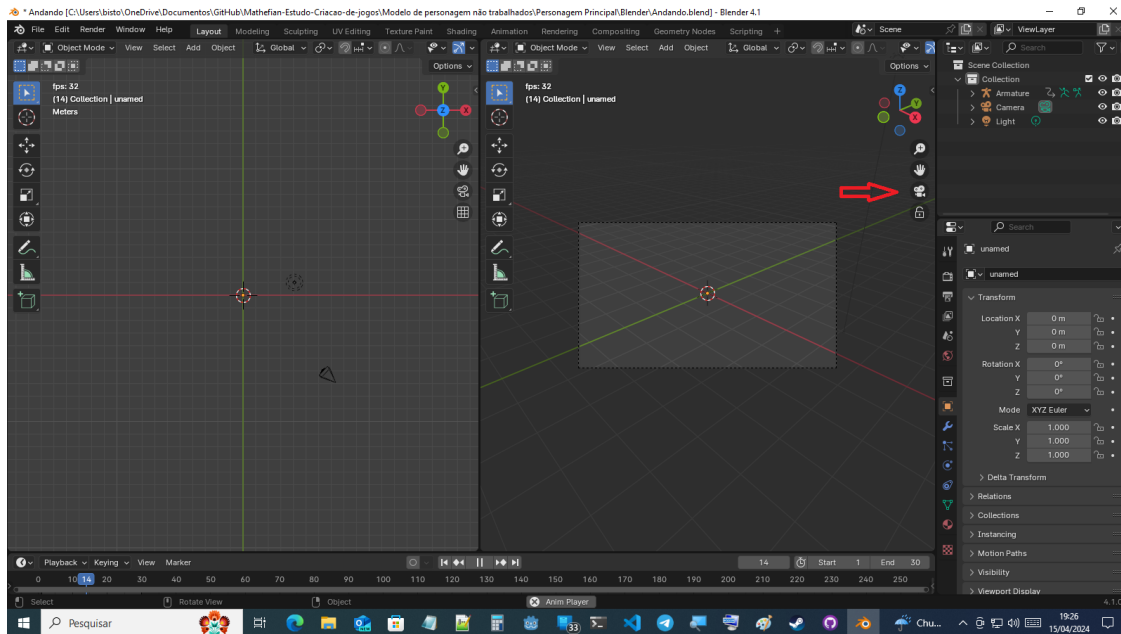 * Andando [C:\Users\bisto\OneDrive\Documentos\GitHub\Mathefian-Estudo-Criacao-de-jogos\Modelo de personagem não trabalhados\Personagem Principal\Blender\Andando.blend] - Blender 4.1
File Edit Render Window Help Layout Modeling Sculpting UV Editing Texture Paint Shading Animation Rendering Compositing Geometry Nodes Scripting + Scene ViewLayer
Object Mode View Select Add Object Global
Object Mode View Select Add Object Global
Search
Options
Options
fps: 32
(14) Collection | unamed
Meters
Y
Z
X
fps: 32
(14) Collection | unamed
Z
Y
X
Scene Collection
Collection
Armature
Camera
Light
Search
unamed
unamed
Transform
Location X 0 m
Y 0 m
Z 0 m
Rotation X 0°
Y 0°
Z 0°
Mode XYZ Euler
Scale X 1.000
Y 1.000
Z 1.000
Delta Transform
Relations
Collections
Instancing
Motion Paths
Visibility
Viewport Display
Playback Keying View Marker 14 Start 1 End 30
0 10 14 20 30 40 50 60 70 80 90 100 110 120 130 140 150 160 170 180 190 200 210 220 230 240 250
Select Rotate View Object Anim Player 4.1.0
Pesquisar 33 Chu... 19:26
15/04/2024